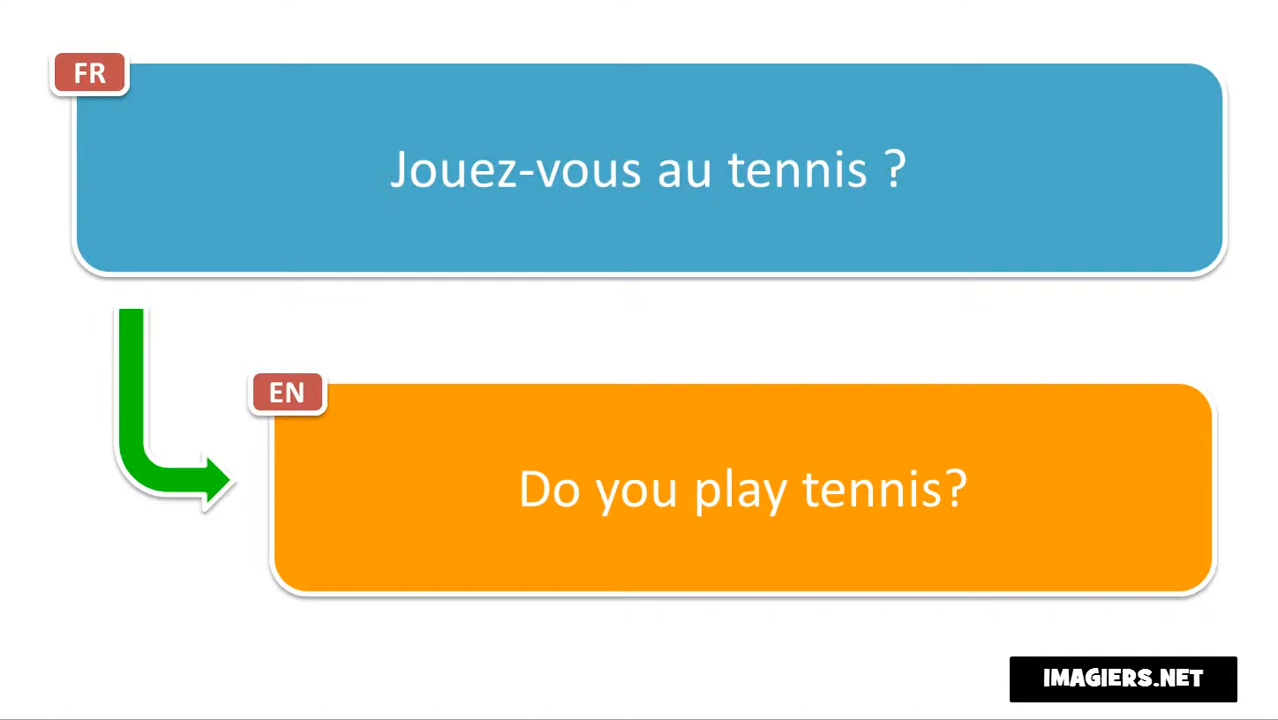 FR
Jouez-vous au tennis ?
EN
Do you play tennis?
IMAGIERS.NET